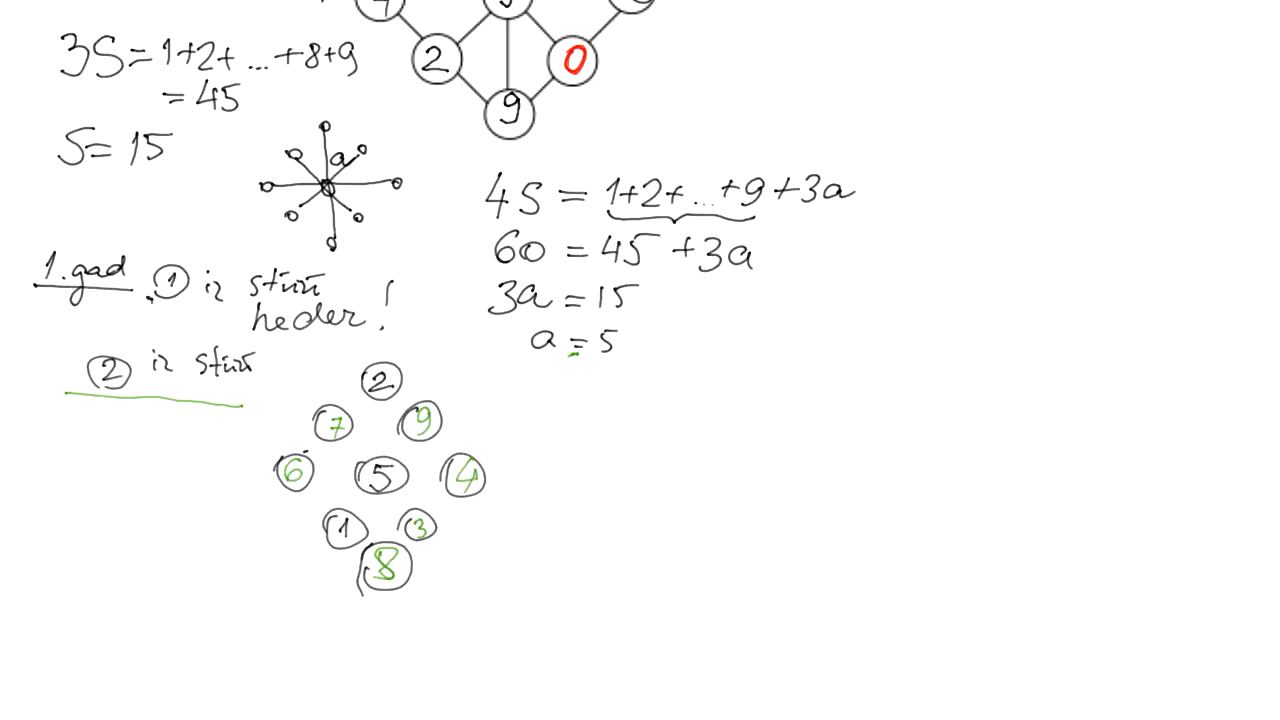 2
0
9
3S = 1+2+ ... +8+9
= 45
S = 15
a
4S = 1+2+ ... +9 + 3a
60 = 45 + 3a
3a = 15
a = 5
1. gad. 1 ir stūrī
neder!
2 ir stūrī
2
7 9
6 5 4
1 3
8